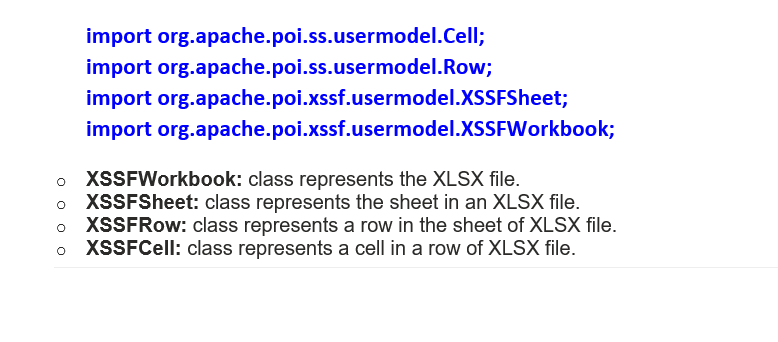 import org.apache.poi.ss.usermodel.Cell;
import org.apache.poi.ss.usermodel.Row;
import org.apache.poi.xssf.usermodel.XSSFSheet;
import org.apache.poi.xssf.usermodel.XSSFWorkbook;
o XSSFWorkbook: class represents the XLSX file.
o XSSFSheet: class represents the sheet in an XLSX file.
o XSSFRow: class represents a row in the sheet of XLSX file.
o XSSFCell: class represents a cell in a row of XLSX file.